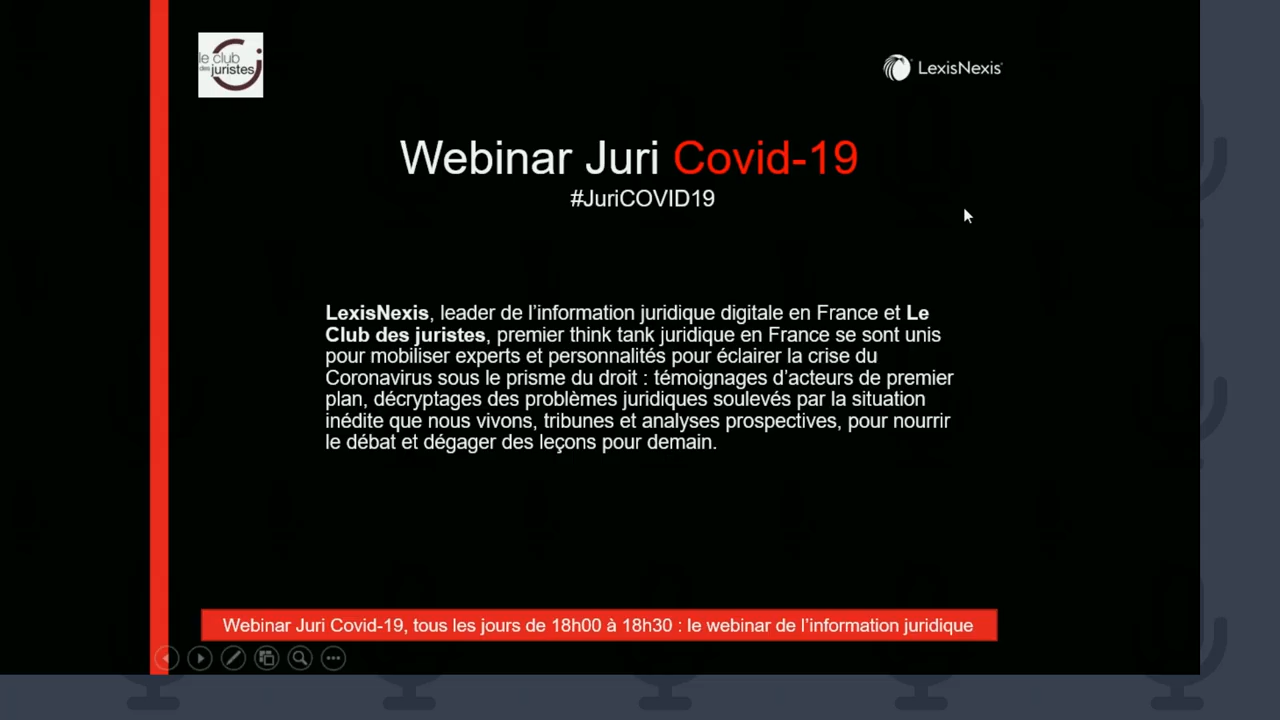 le club
des juristes
LexisNexis
Webinar Juri Covid-19
#JuriCOVID19
LexisNexis, leader de l’information juridique digitale en France et Le
Club des juristes, premier think tank juridique en France se sont unis
pour mobiliser experts et personnalités pour éclairer la crise du
Coronavirus sous le prisme du droit : témoignages d’acteurs de premier
plan, décryptages des problèmes juridiques soulevés par la situation
inédite que nous vivons, tribunes et analyses prospectives, pour nourrir
le débat et dégager des leçons pour demain.
Webinar Juri Covid-19, tous les jours de 18h00 à 18h30 : le webinar de l’information juridique